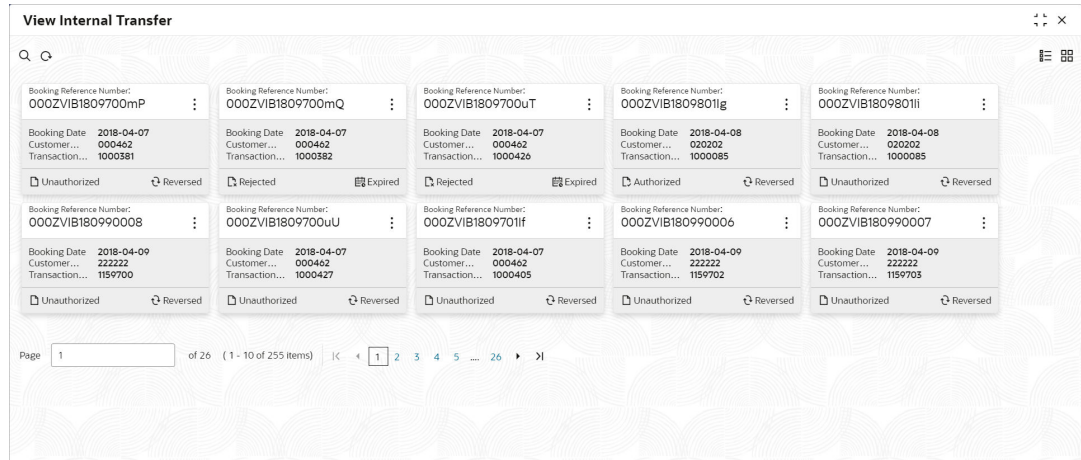 View Internal Transfer
Booking Reference Number:
000ZVIB1809700mP
Booking Date 2018-04-07
Customer... 000462
Transaction... 1000381
Unauthorized Reversed
Booking Reference Number:
000ZVIB1809700mQ
Booking Date 2018-04-07
Customer... 000462
Transaction... 1000382
Rejected Expired
Booking Reference Number:
000ZVIB1809700uT
Booking Date 2018-04-07
Customer... 000462
Transaction... 1000426
Rejected Expired
Booking Reference Number:
000ZVIB1809801lg
Booking Date 2018-04-08
Customer... 020202
Transaction... 1000085
Authorized Reversed
Booking Reference Number:
000ZVIB1809801li
Booking Date 2018-04-08
Customer... 020202
Transaction... 1000085
Unauthorized Reversed
Booking Reference Number:
000ZVIB180990008
Booking Date 2018-04-09
Customer... 222222
Transaction... 1159700
Unauthorized Reversed
Booking Reference Number:
000ZVIB1809700uU
Booking Date 2018-04-07
Customer... 000462
Transaction... 1000427
Unauthorized Reversed
Booking Reference Number:
000ZVIB1809701lf
Booking Date 2018-04-07
Customer... 000462
Transaction... 1000405
Unauthorized Reversed
Booking Reference Number:
000ZVIB180990006
Booking Date 2018-04-09
Customer... 222222
Transaction... 1159702
Unauthorized Reversed
Booking Reference Number:
000ZVIB180990007
Booking Date 2018-04-09
Customer... 222222
Transaction... 1159703
Unauthorized Reversed
Page 1 of 26 ( 1 - 10 of 255 items) 1 2 3 4 5 .... 26